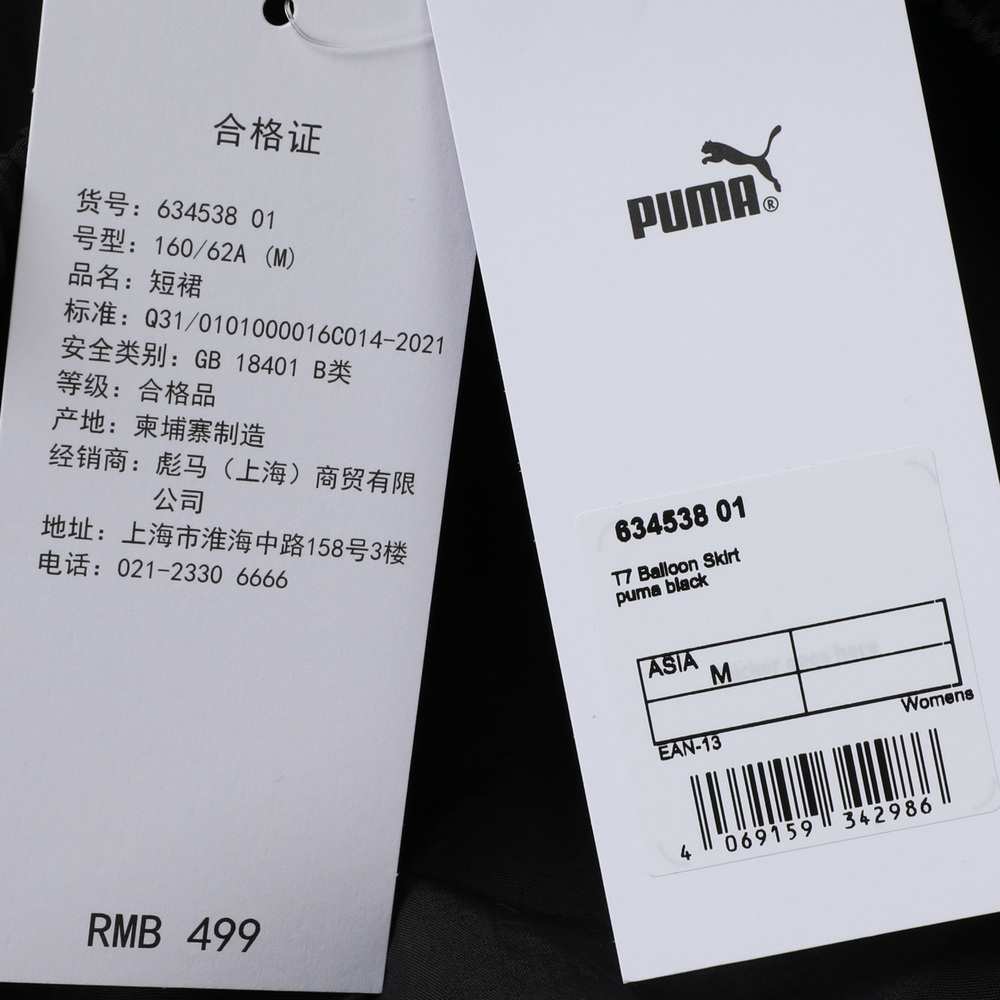 合格证
货号：634538 01
号型：160/62A (M)
品名：短裙
标准：Q31/0101000016C014-2021
安全类别：GB 18401 B类
等级：合格品
产地：柬埔寨制造
经销商：彪马（上海）商贸有限
公司
地址：上海市淮海中路158号3楼
电话：021-2330 6666
RMB 499
PUMA®
634538 01
T7 Balloon Skirt
puma black
ASIA M
Womens
EAN-13
4 069159 342986